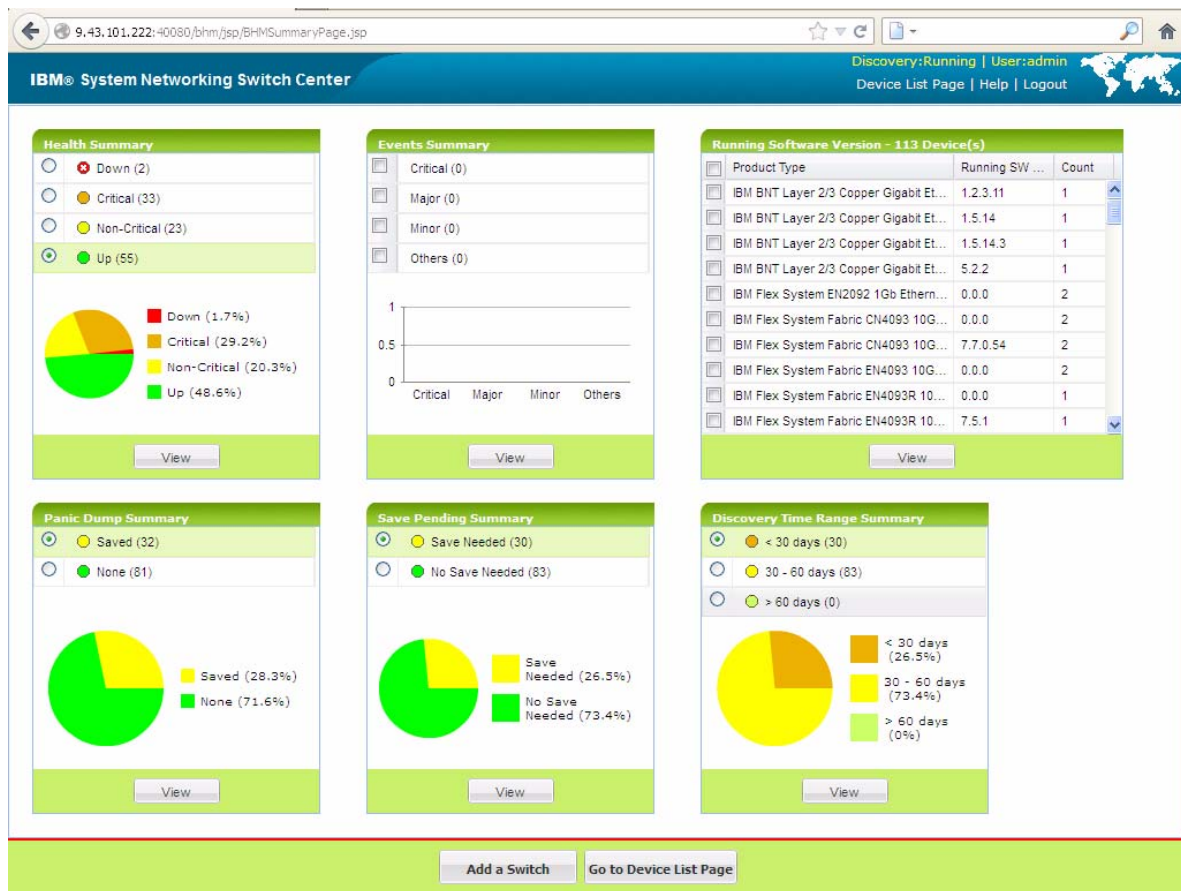 9.43.101.222:40080/bhm/jsp/BHMSummaryPage.jsp
IBM® System Networking Switch Center
Discovery:Running | User:admin
Device List Page | Help | Logout
Health Summary
Down (2)
Critical (33)
Non-Critical (23)
Up (55)
Down (1.7%)
Critical (29.2%)
Non-Critical (20.3%)
Up (48.6%)
View
Events Summary
Critical (0)
Major (0)
Minor (0)
Others (0)
1
0.5
0
Critical Major Minor Others
View
Running Software Version - 113 Device(s)
Product Type Running SW ... Count
IBM BNT Layer 2/3 Copper Gigabit Et... 1.2.3.11 1
IBM BNT Layer 2/3 Copper Gigabit Et... 1.5.14 1
IBM BNT Layer 2/3 Copper Gigabit Et... 1.5.14.3 1
IBM BNT Layer 2/3 Copper Gigabit Et... 5.2.2 1
IBM Flex System EN2092 1Gb Ethern... 0.0.0 2
IBM Flex System Fabric CN4093 10G... 0.0.0 2
IBM Flex System Fabric CN4093 10G... 7.7.0.54 2
IBM Flex System Fabric EN4093 10G... 0.0.0 2
IBM Flex System Fabric EN4093R 10... 0.0.0 1
IBM Flex System Fabric EN4093R 10... 7.5.1 1
View
Panic Dump Summary
Saved (32)
None (81)
Saved (28.3%)
None (71.6%)
View
Save Pending Summary
Save Needed (30)
No Save Needed (83)
Save
Needed (26.5%)
No Save
Needed (73.4%)
View
Discovery Time Range Summary
< 30 days (30)
30 - 60 days (83)
> 60 days (0)
< 30 days
(26.5%)
30 - 60 days
(73.4%)
> 60 days
(0%)
View
Add a Switch
Go to Device List Page